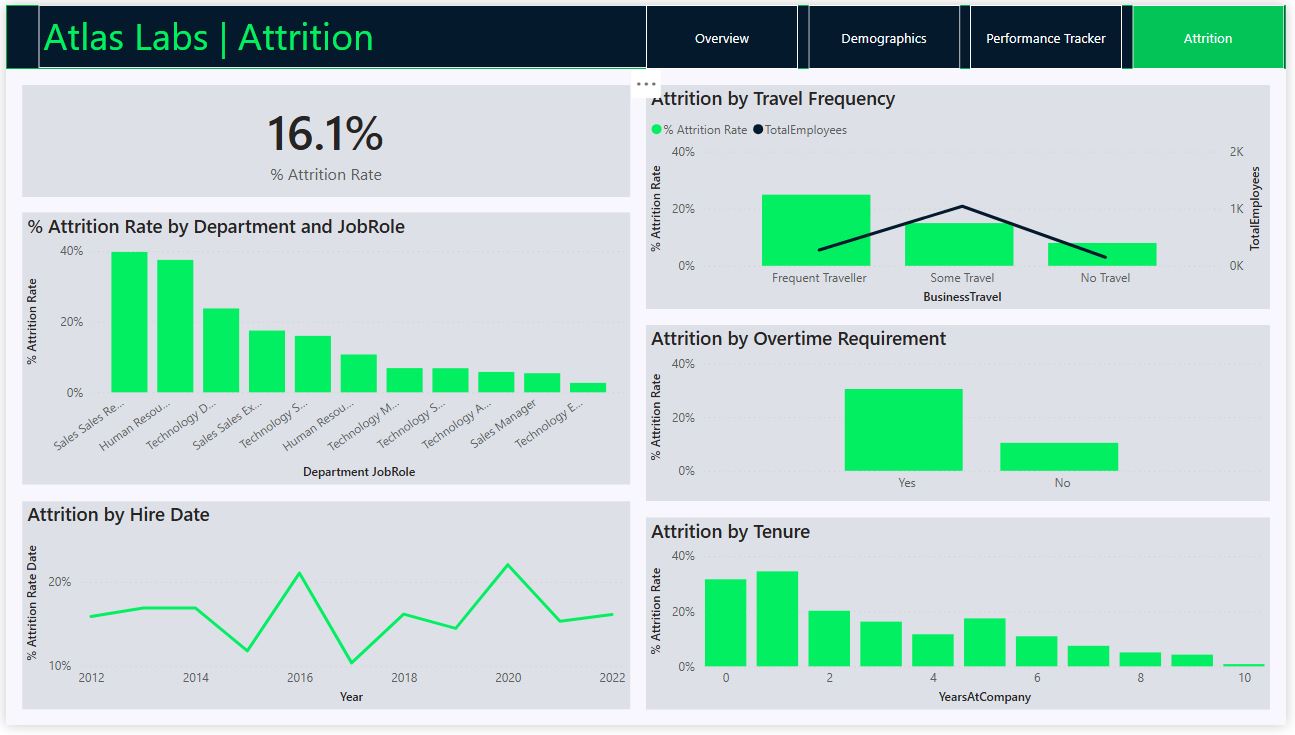 Atlas Labs | Attrition
Overview
Demographics
Performance Tracker
Attrition
16.1%
% Attrition Rate
% Attrition Rate by Department and JobRole
% Attrition Rate
40%
20%
0%
Sales Sales Re...
Human Resou...
Technology D...
Sales Sales Ex...
Technology S...
Human Resou...
Technology M...
Technology S...
Technology A...
Sales Manager
Technology E...
Department JobRole
Attrition by Hire Date
% Attrition Rate Date
20%
10%
2012 2014 2016 2018 2020 2022
Year
Attrition by Travel Frequency
% Attrition Rate TotalEmployees
% Attrition Rate
40%
20%
0%
2K
1K
0K
TotalEmployees
Frequent Traveller Some Travel No Travel
BusinessTravel
Attrition by Overtime Requirement
% Attrition Rate
40%
20%
0%
Yes No
Attrition by Tenure
% Attrition Rate
40%
20%
0%
0 2 4 6 8 10
YearsAtCompany